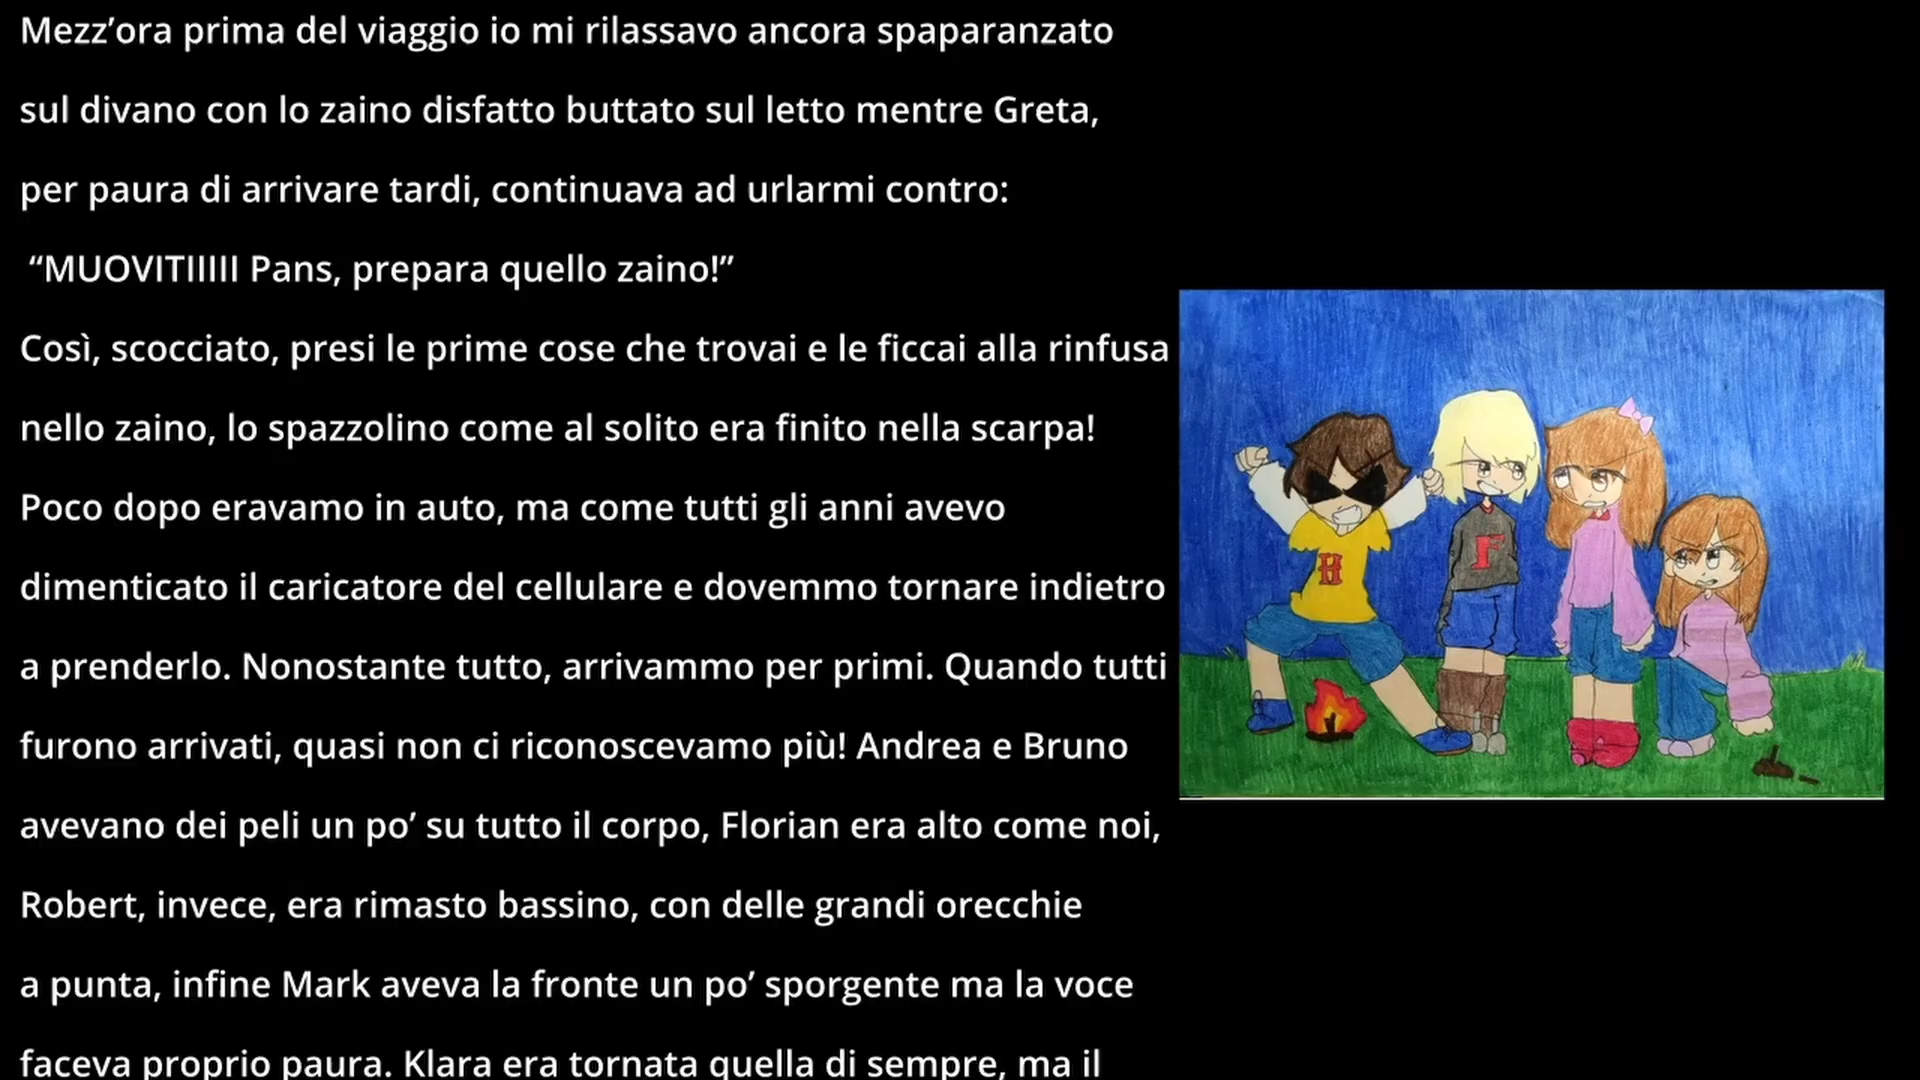 Mezz’ora prima del viaggio io mi rilassavo ancora spaparanzato
sul divano con lo zaino disfatto buttato sul letto mentre Greta,
per paura di arrivare tardi, continuava ad urlarmi contro:
“MUOVITIIIII Pans, prepara quello zaino!”
Così, scocciato, presi le prime cose che trovai e le ficcai alla rinfusa
nello zaino, lo spazzolino come al solito era finito nella scarpa!
Poco dopo eravamo in auto, ma come tutti gli anni avevo
dimenticato il caricatore del cellulare e dovemmo tornare indietro
a prenderlo. Nonostante tutto, arrivammo per primi. Quando tutti
furono arrivati, quasi non ci riconoscevamo più! Andrea e Bruno
avevano dei peli un po’ su tutto il corpo, Florian era alto come noi,
Robert, invece, era rimasto bassino, con delle grandi orecchie
a punta, infine Mark aveva la fronte un po’ sporgente ma la voce
faceva proprio paura. Klara era tornata quella di sempre, ma il
H
F